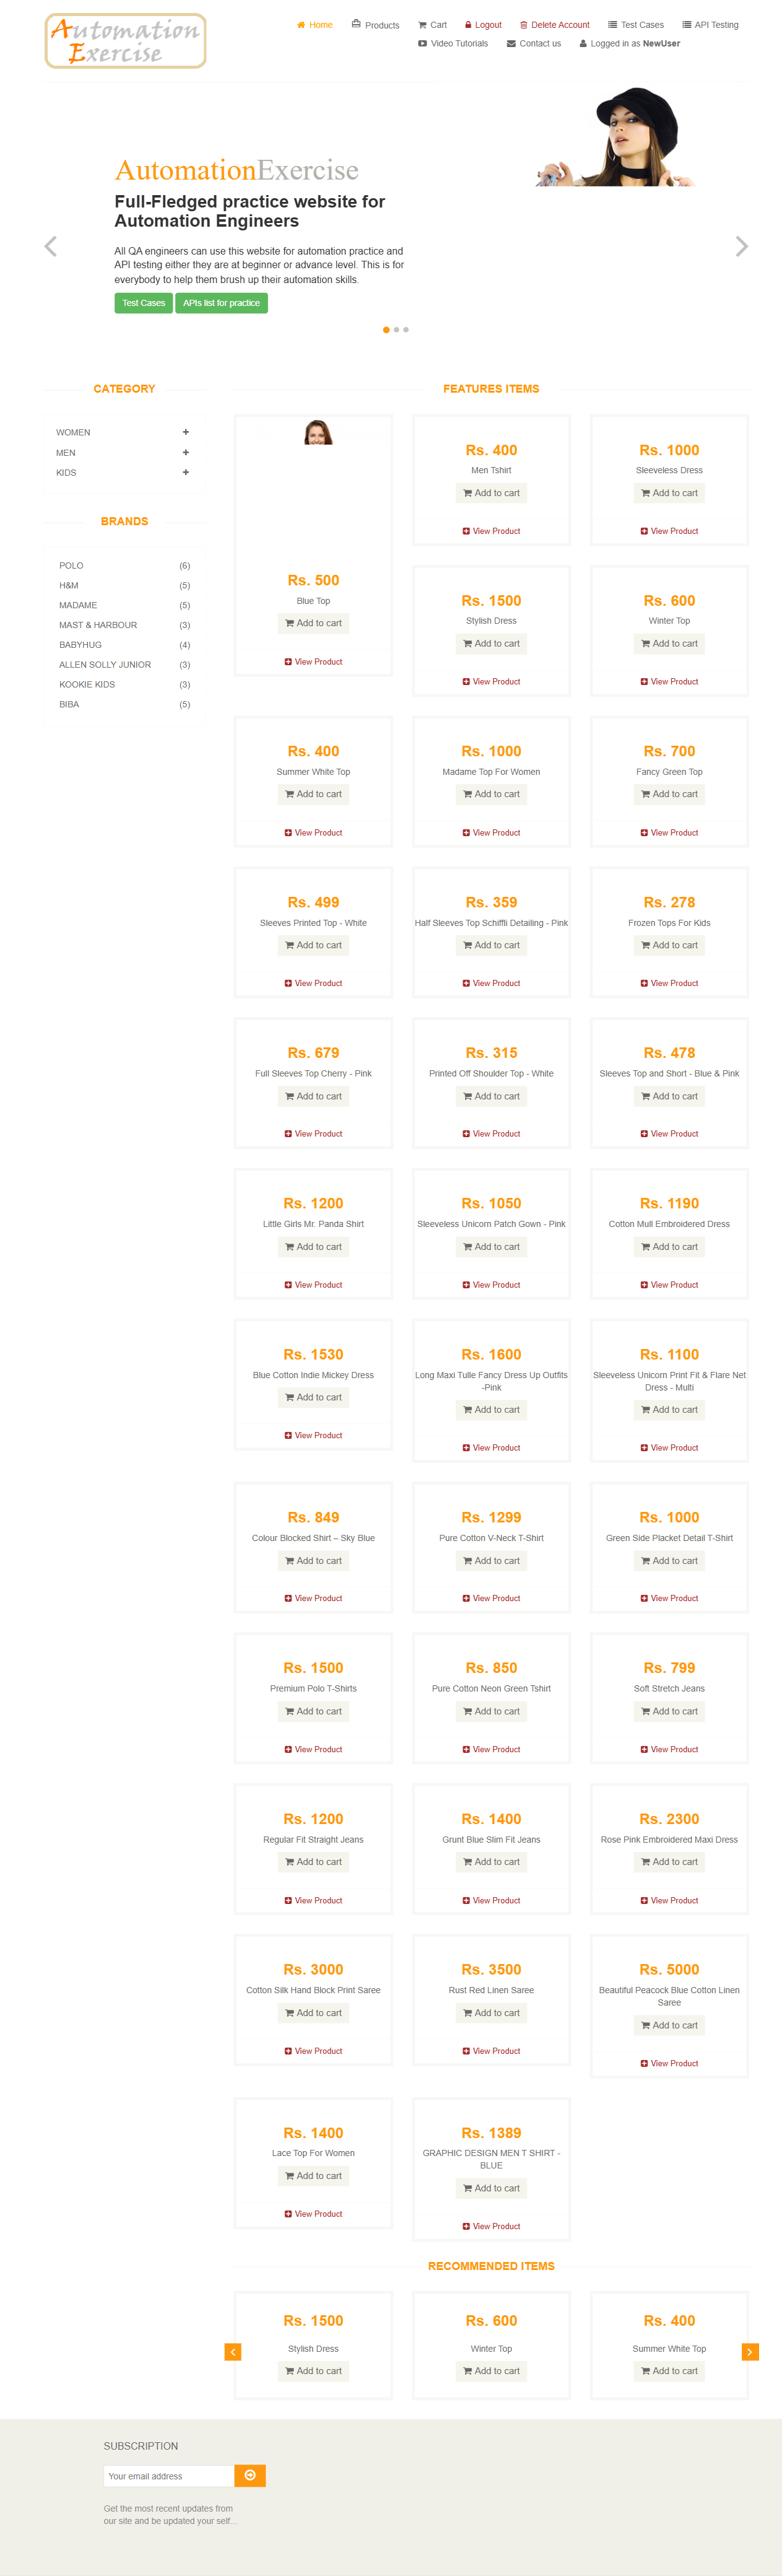 Automation
Exercise
Home
Products
Cart
Logout
Delete Account
Test Cases
API Testing
Video Tutorials
Contact us
Logged in as NewUser
AutomationExercise
Full-Fledged practice website for
Automation Engineers
All QA engineers can use this website for automation practice and
API testing either they are at beginner or advance level. This is for
everybody to help them brush up their automation skills.
Test Cases
APIs list for practice
CATEGORY
WOMEN
MEN
KIDS
BRANDS
POLO (6)
H&M (5)
MADAME (5)
MAST & HARBOUR (3)
BABYHUG (4)
ALLEN SOLLY JUNIOR (3)
KOOKIE KIDS (3)
BIBA (5)
FEATURES ITEMS
Rs. 500
Blue Top
Add to cart
View Product
Rs. 400
Men Tshirt
Add to cart
View Product
Rs. 1000
Sleeveless Dress
Add to cart
View Product
Rs. 1500
Stylish Dress
Add to cart
View Product
Rs. 600
Winter Top
Add to cart
View Product
Rs. 400
Summer White Top
Add to cart
View Product
Rs. 1000
Madame Top For Women
Add to cart
View Product
Rs. 700
Fancy Green Top
Add to cart
View Product
Rs. 499
Sleeves Printed Top - White
Add to cart
View Product
Rs. 359
Half Sleeves Top Schiffli Detailing - Pink
Add to cart
View Product
Rs. 278
Frozen Tops For Kids
Add to cart
View Product
Rs. 679
Full Sleeves Top Cherry - Pink
Add to cart
View Product
Rs. 315
Printed Off Shoulder Top - White
Add to cart
View Product
Rs. 478
Sleeves Top and Short - Blue & Pink
Add to cart
View Product
Rs. 1200
Little Girls Mr. Panda Shirt
Add to cart
View Product
Rs. 1050
Sleeveless Unicorn Patch Gown - Pink
Add to cart
View Product
Rs. 1190
Cotton Mull Embroidered Dress
Add to cart
View Product
Rs. 1530
Blue Cotton Indie Mickey Dress
Add to cart
View Product
Rs. 1600
Long Maxi Tulle Fancy Dress Up Outfits
-Pink
Add to cart
View Product
Rs. 1100
Sleeveless Unicorn Print Fit & Flare Net
Dress - Multi
Add to cart
View Product
Rs. 849
Colour Blocked Shirt – Sky Blue
Add to cart
View Product
Rs. 1299
Pure Cotton V-Neck T-Shirt
Add to cart
View Product
Rs. 1000
Green Side Placket Detail T-Shirt
Add to cart
View Product
Rs. 1500
Premium Polo T-Shirts
Add to cart
View Product
Rs. 850
Pure Cotton Neon Green Tshirt
Add to cart
View Product
Rs. 799
Soft Stretch Jeans
Add to cart
View Product
Rs. 1200
Regular Fit Straight Jeans
Add to cart
View Product
Rs. 1400
Grunt Blue Slim Fit Jeans
Add to cart
View Product
Rs. 2300
Rose Pink Embroidered Maxi Dress
Add to cart
View Product
Rs. 3000
Cotton Silk Hand Block Print Saree
Add to cart
View Product
Rs. 3500
Rust Red Linen Saree
Add to cart
View Product
Rs. 5000
Beautiful Peacock Blue Cotton Linen
Saree
Add to cart
View Product
Rs. 1400
Lace Top For Women
Add to cart
View Product
Rs. 1389
GRAPHIC DESIGN MEN T SHIRT -
BLUE
Add to cart
View Product
RECOMMENDED ITEMS
Rs. 1500
Stylish Dress
Add to cart
Rs. 600
Winter Top
Add to cart
Rs. 400
Summer White Top
Add to cart
SUBSCRIPTION
Your email address
Get the most recent updates from
our site and be updated your self...